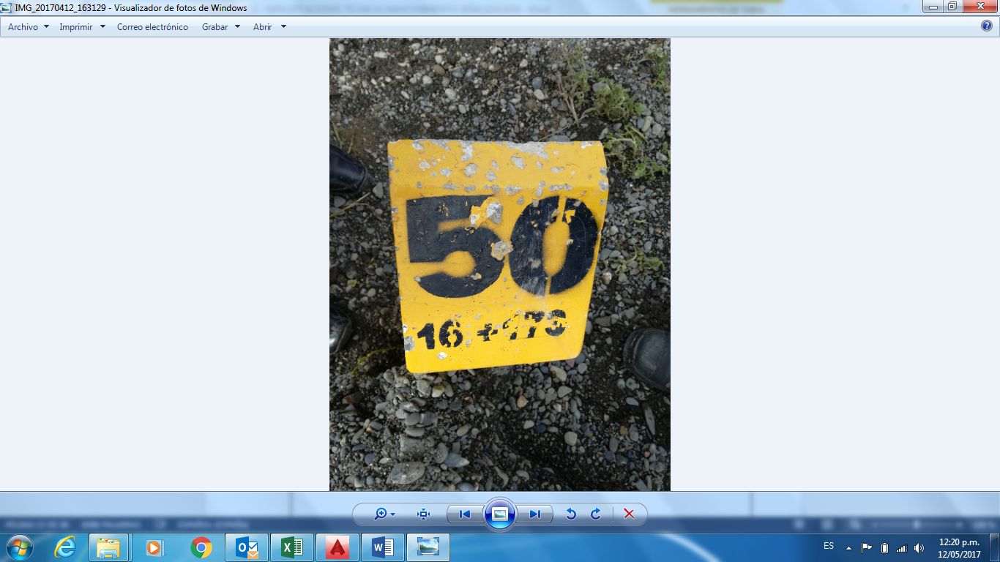 IMG_20170412_163129 - Visualizador de fotos de Windows
Archivo Imprimir Correo electrónico Grabar Abrir
50
16 +
ES
12:20 p.m.
12/05/2017